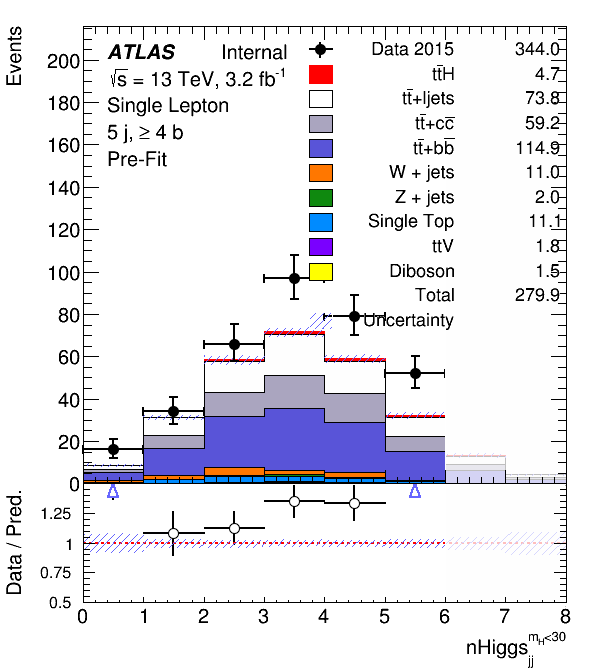 Events
ATLAS Internal
√s = 13 TeV, 3.2 fb⁻¹
Single Lepton
5 j, ≥ 4 b
Pre-Fit
Data 2015 344.0
tt̄H 4.7
tt̄+ljets 73.8
tt̄+cc̄ 59.2
tt̄+bb̄ 114.9
W + jets 11.0
Z + jets 2.0
Single Top 11.1
ttV 1.8
Diboson 1.5
Total 279.9
Uncertainty
200
180
160
140
120
100
80
60
40
20
0
Data / Pred.
1.25
1
0.75
0.5
0 1 2 3 4 5 6 7 8
nHiggs_jj^m_H<30